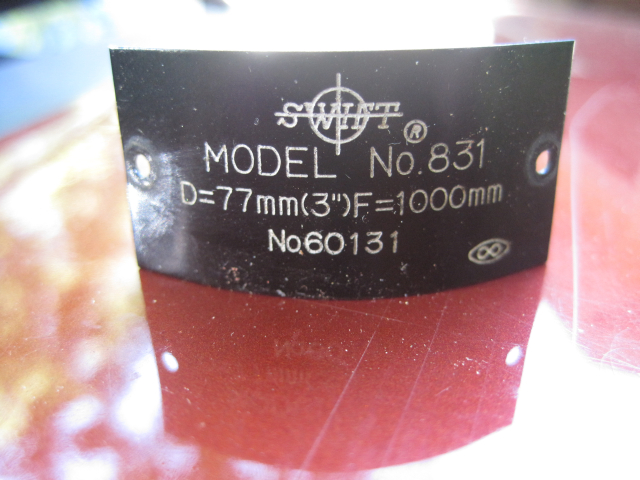 SWIFT ®
MODEL No.831
D=77mm(3")F=1000mm
No.60131